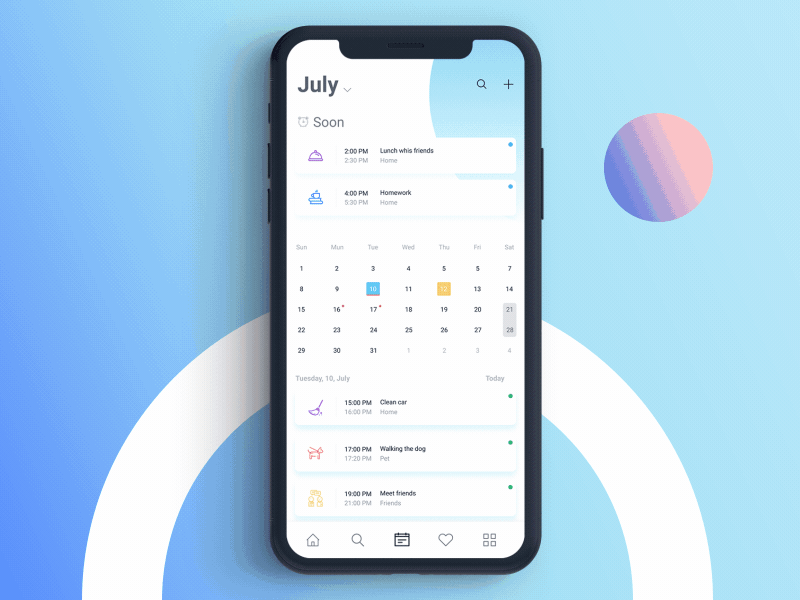 July
Soon
2:00 PM Lunch whis friends
2:30 PM Home
4:00 PM Homework
5:30 PM Home
Sun Mun Tue Wed Thu Fri Sat
1 2 3 4 5 5 7
8 9 10 11 12 13 14
15 16 17 18 19 20 21
22 23 24 25 26 27 28
29 30 31 1 2 3 4
Tuesday, 10, July Today
15:00 PM Clean car
16:00 PM Home
17:00 PM Walking the dog
17:20 PM Pet
19:00 PM Meet friends
21:00 PM Friends